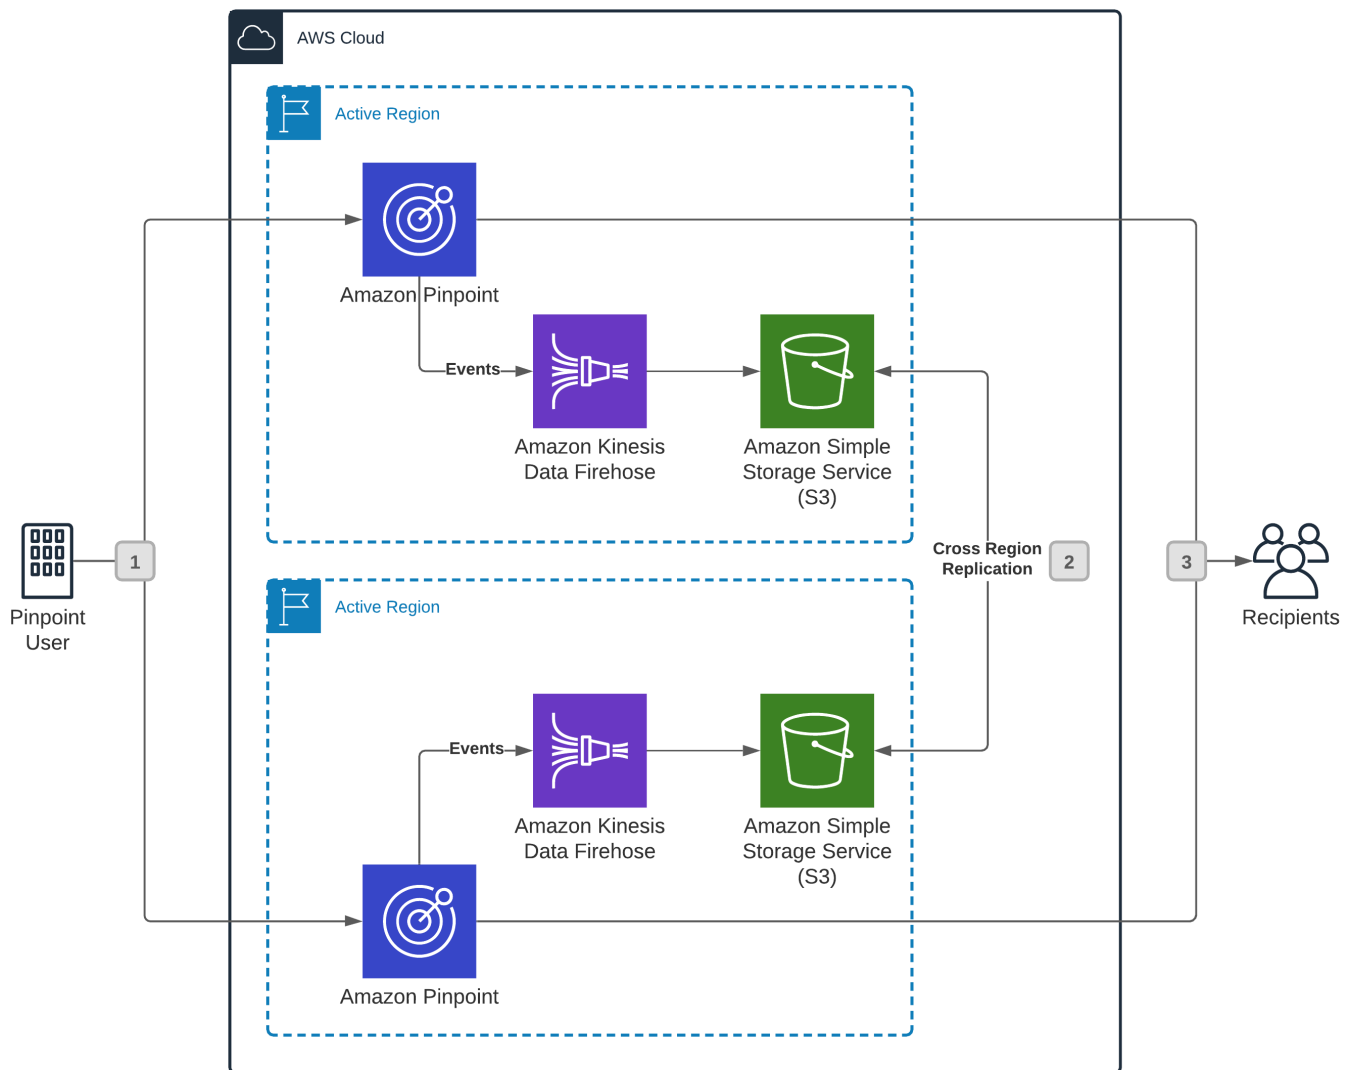 AWS Cloud
Active Region
Amazon Pinpoint
Events
Amazon Kinesis
Data Firehose
Amazon Simple
Storage Service
(S3)
Pinpoint
User
1
Cross Region
Replication
2
3
Recipients
Active Region
Events
Amazon Kinesis
Data Firehose
Amazon Simple
Storage Service
(S3)
Amazon Pinpoint